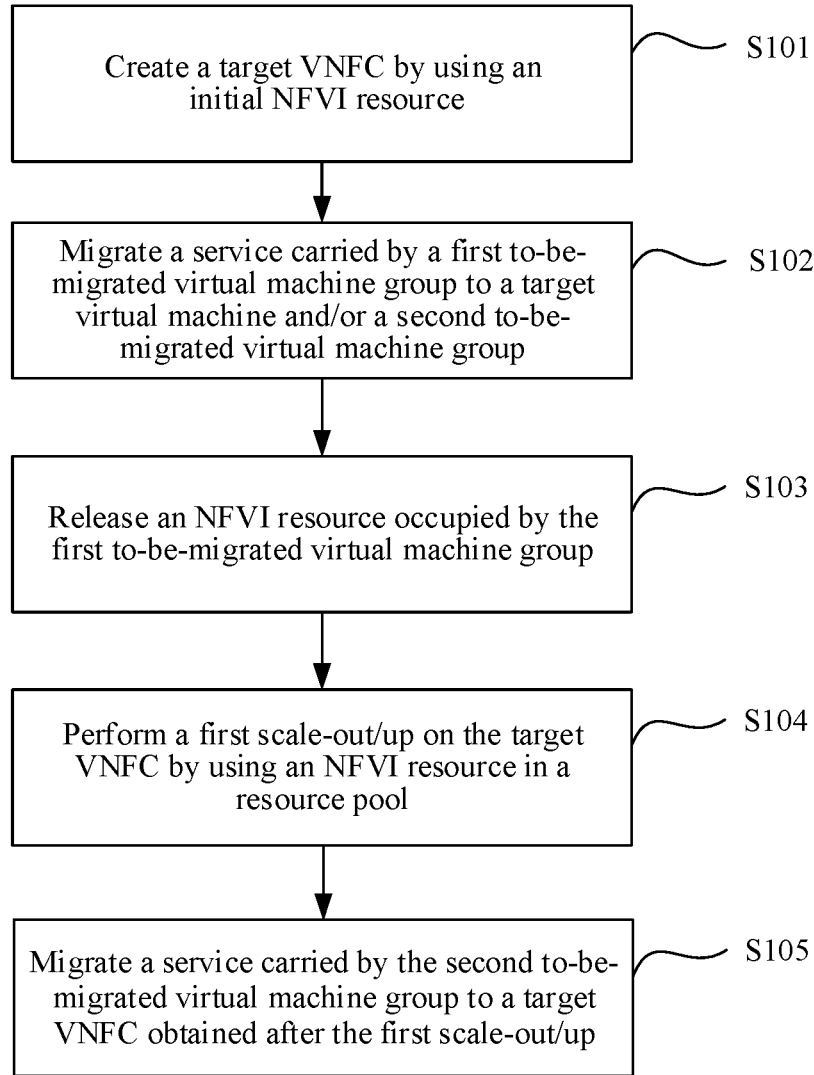 Create a target VNFC by using an
initial NFVI resource
S101
Migrate a service carried by a first to-be-
migrated virtual machine group to a target
virtual machine and/or a second to-be-
migrated virtual machine group
S102
Release an NFVI resource occupied by the
first to-be-migrated virtual machine group
S103
Perform a first scale-out/up on the target
VNFC by using an NFVI resource in a
resource pool
S104
Migrate a service carried by the second to-be-
migrated virtual machine group to a target
VNFC obtained after the first scale-out/up
S105